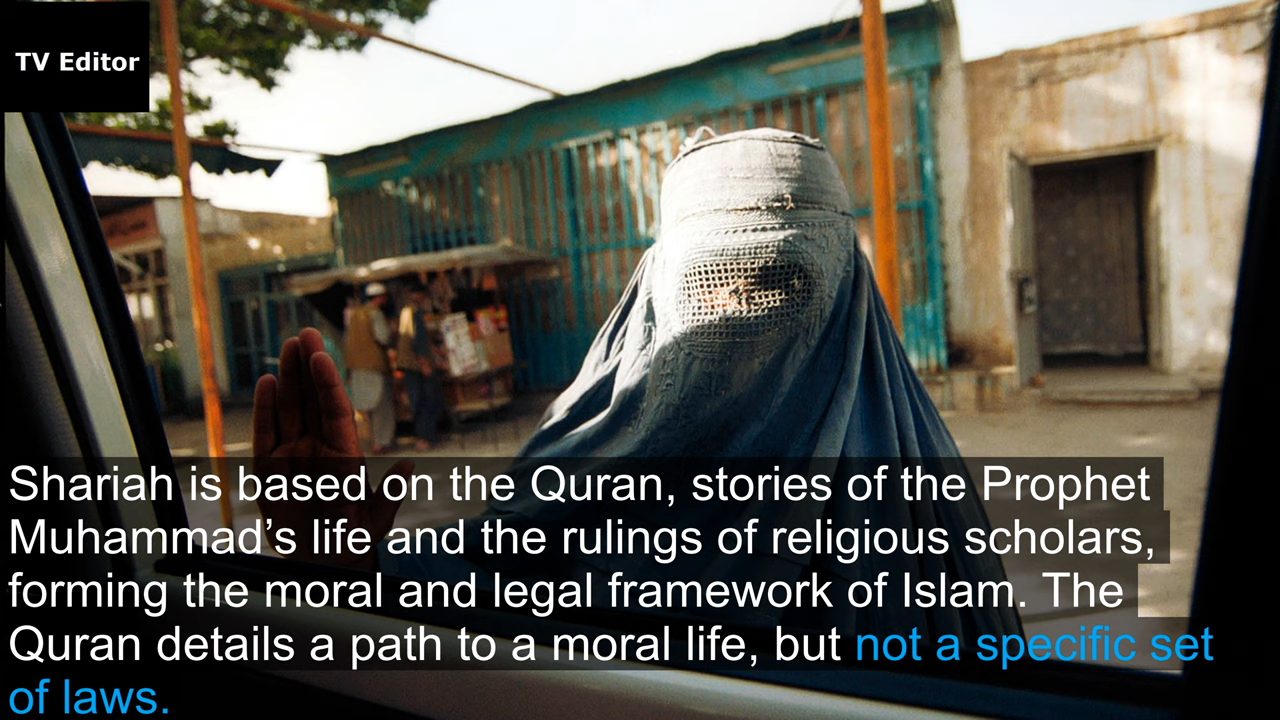 TV Editor
Shariah is based on the Quran, stories of the Prophet
Muhammad’s life and the rulings of religious scholars,
forming the moral and legal framework of Islam. The
Quran details a path to a moral life, but not a specific set
of laws.